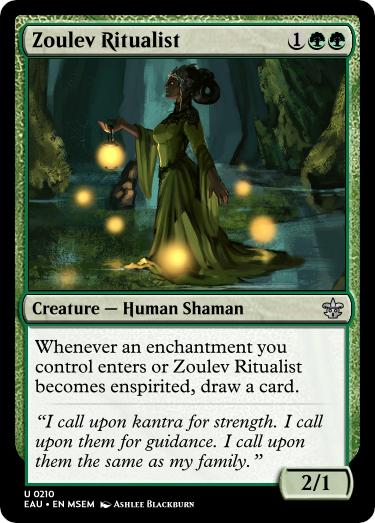 Zoulev Ritualist 1
Creature — Human Shaman
Whenever an enchantment you
control enters or Zoulev Ritualist
becomes enspirited, draw a card.
“I call upon kantra for strength. I call
upon them for guidance. I call upon
them the same as my family.”
2/1
U 0210
EAU • EN MSEM Ashlee Blackburn